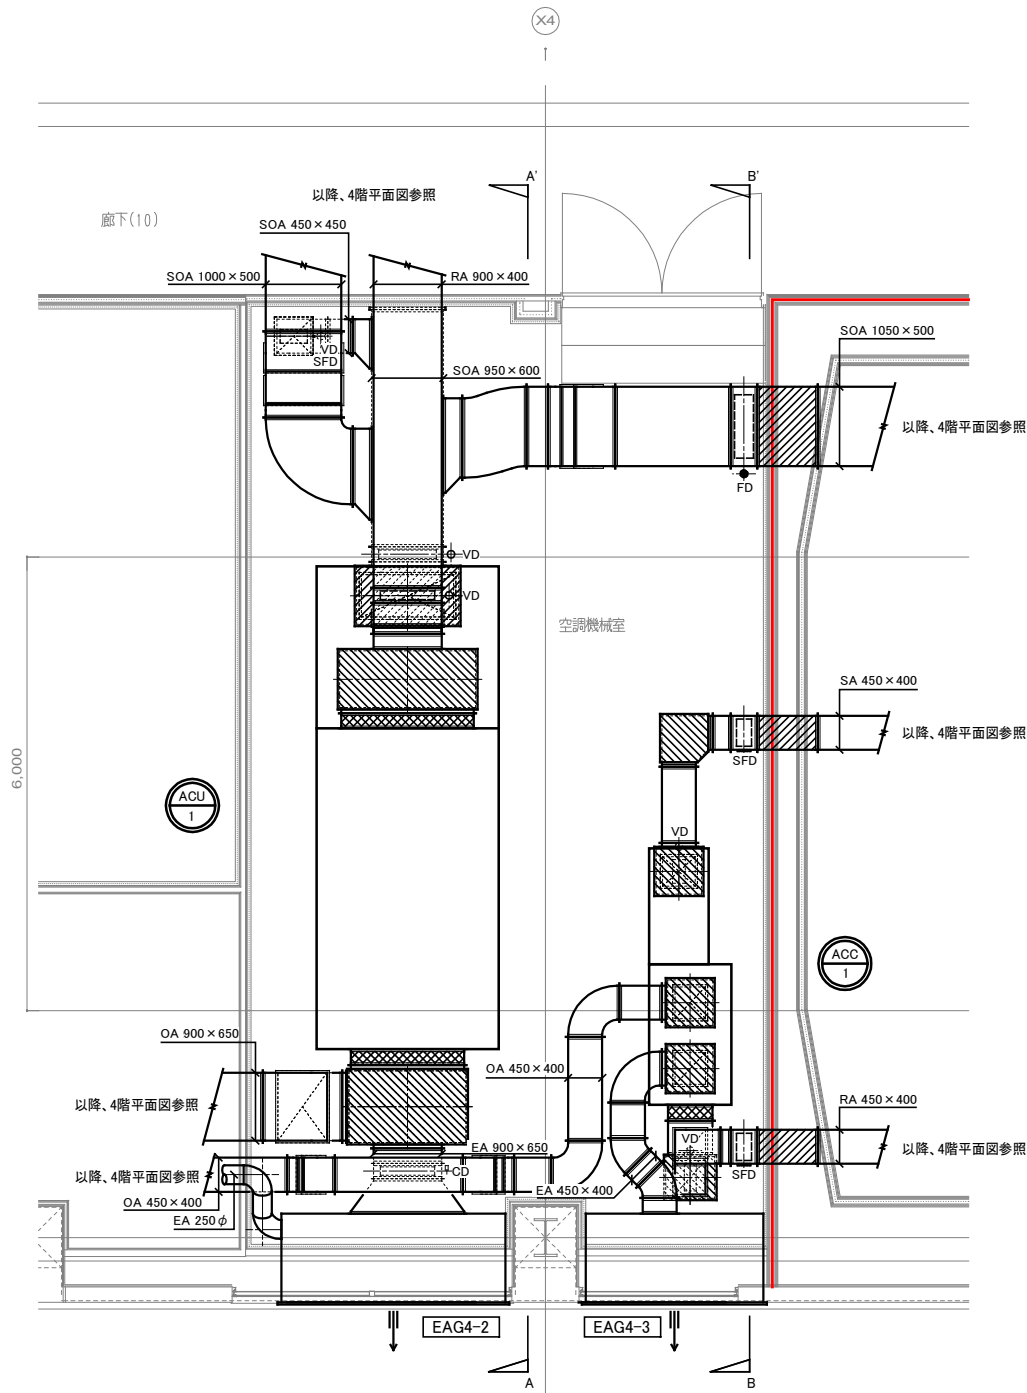 X4
A'
B'
以降、4階平面図参照
廊下(10)
SOA 450×450
SOA 1000×500
RA 900×400
VD
SFD
SOA 950×600
SOA 1050×500
以降、4階平面図参照
FD
VD
VD
空調機械室
SA 450×400
以降、4階平面図参照
SFD
6,000
ACU
1
VD
ACC
1
OA 900×650
OA 450×400
以降、4階平面図参照
RA 450×400
VD
以降、4階平面図参照
EA 900×650
CD
以降、4階平面図参照
SFD
EA 450×400
OA 450×400
EA 250φ
EAG4-2
EAG4-3
A
B